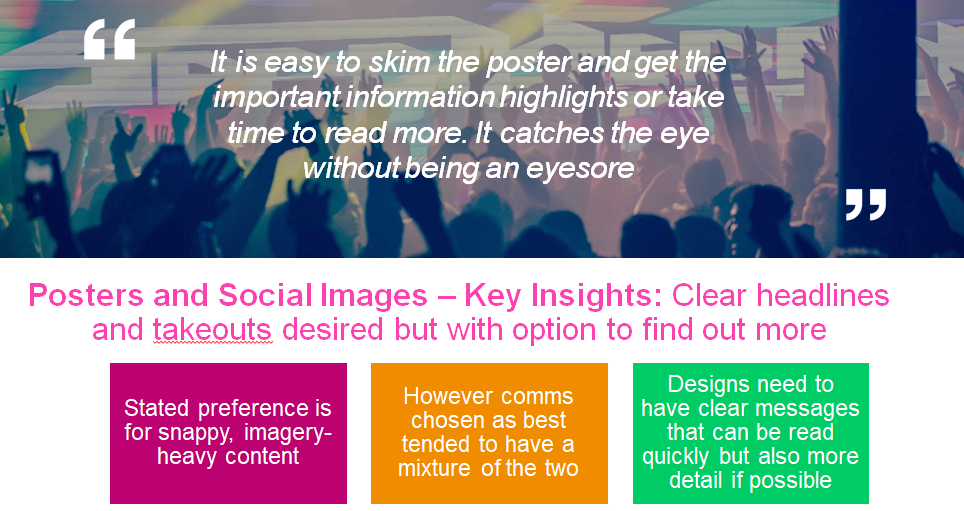 “
It is easy to skim the poster and get the
important information highlights or take
time to read more. It catches the eye
without being an eyesore
”
Posters and Social Images – Key Insights: Clear headlines
and takeouts desired but with option to find out more
Stated preference is
for snappy, imagery-
heavy content
However comms
chosen as best
tended to have a
mixture of the two
Designs need to
have clear messages
that can be read
quickly but also more
detail if possible